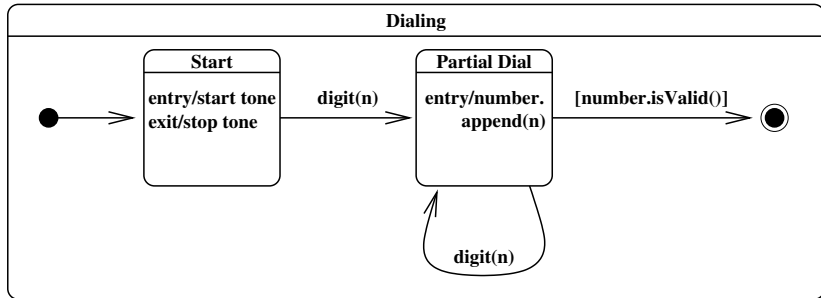 Dialing
Start
entry/start tone
exit/stop tone
digit(n)
Partial Dial
entry/number.
append(n)
[number.isValid()]
digit(n)